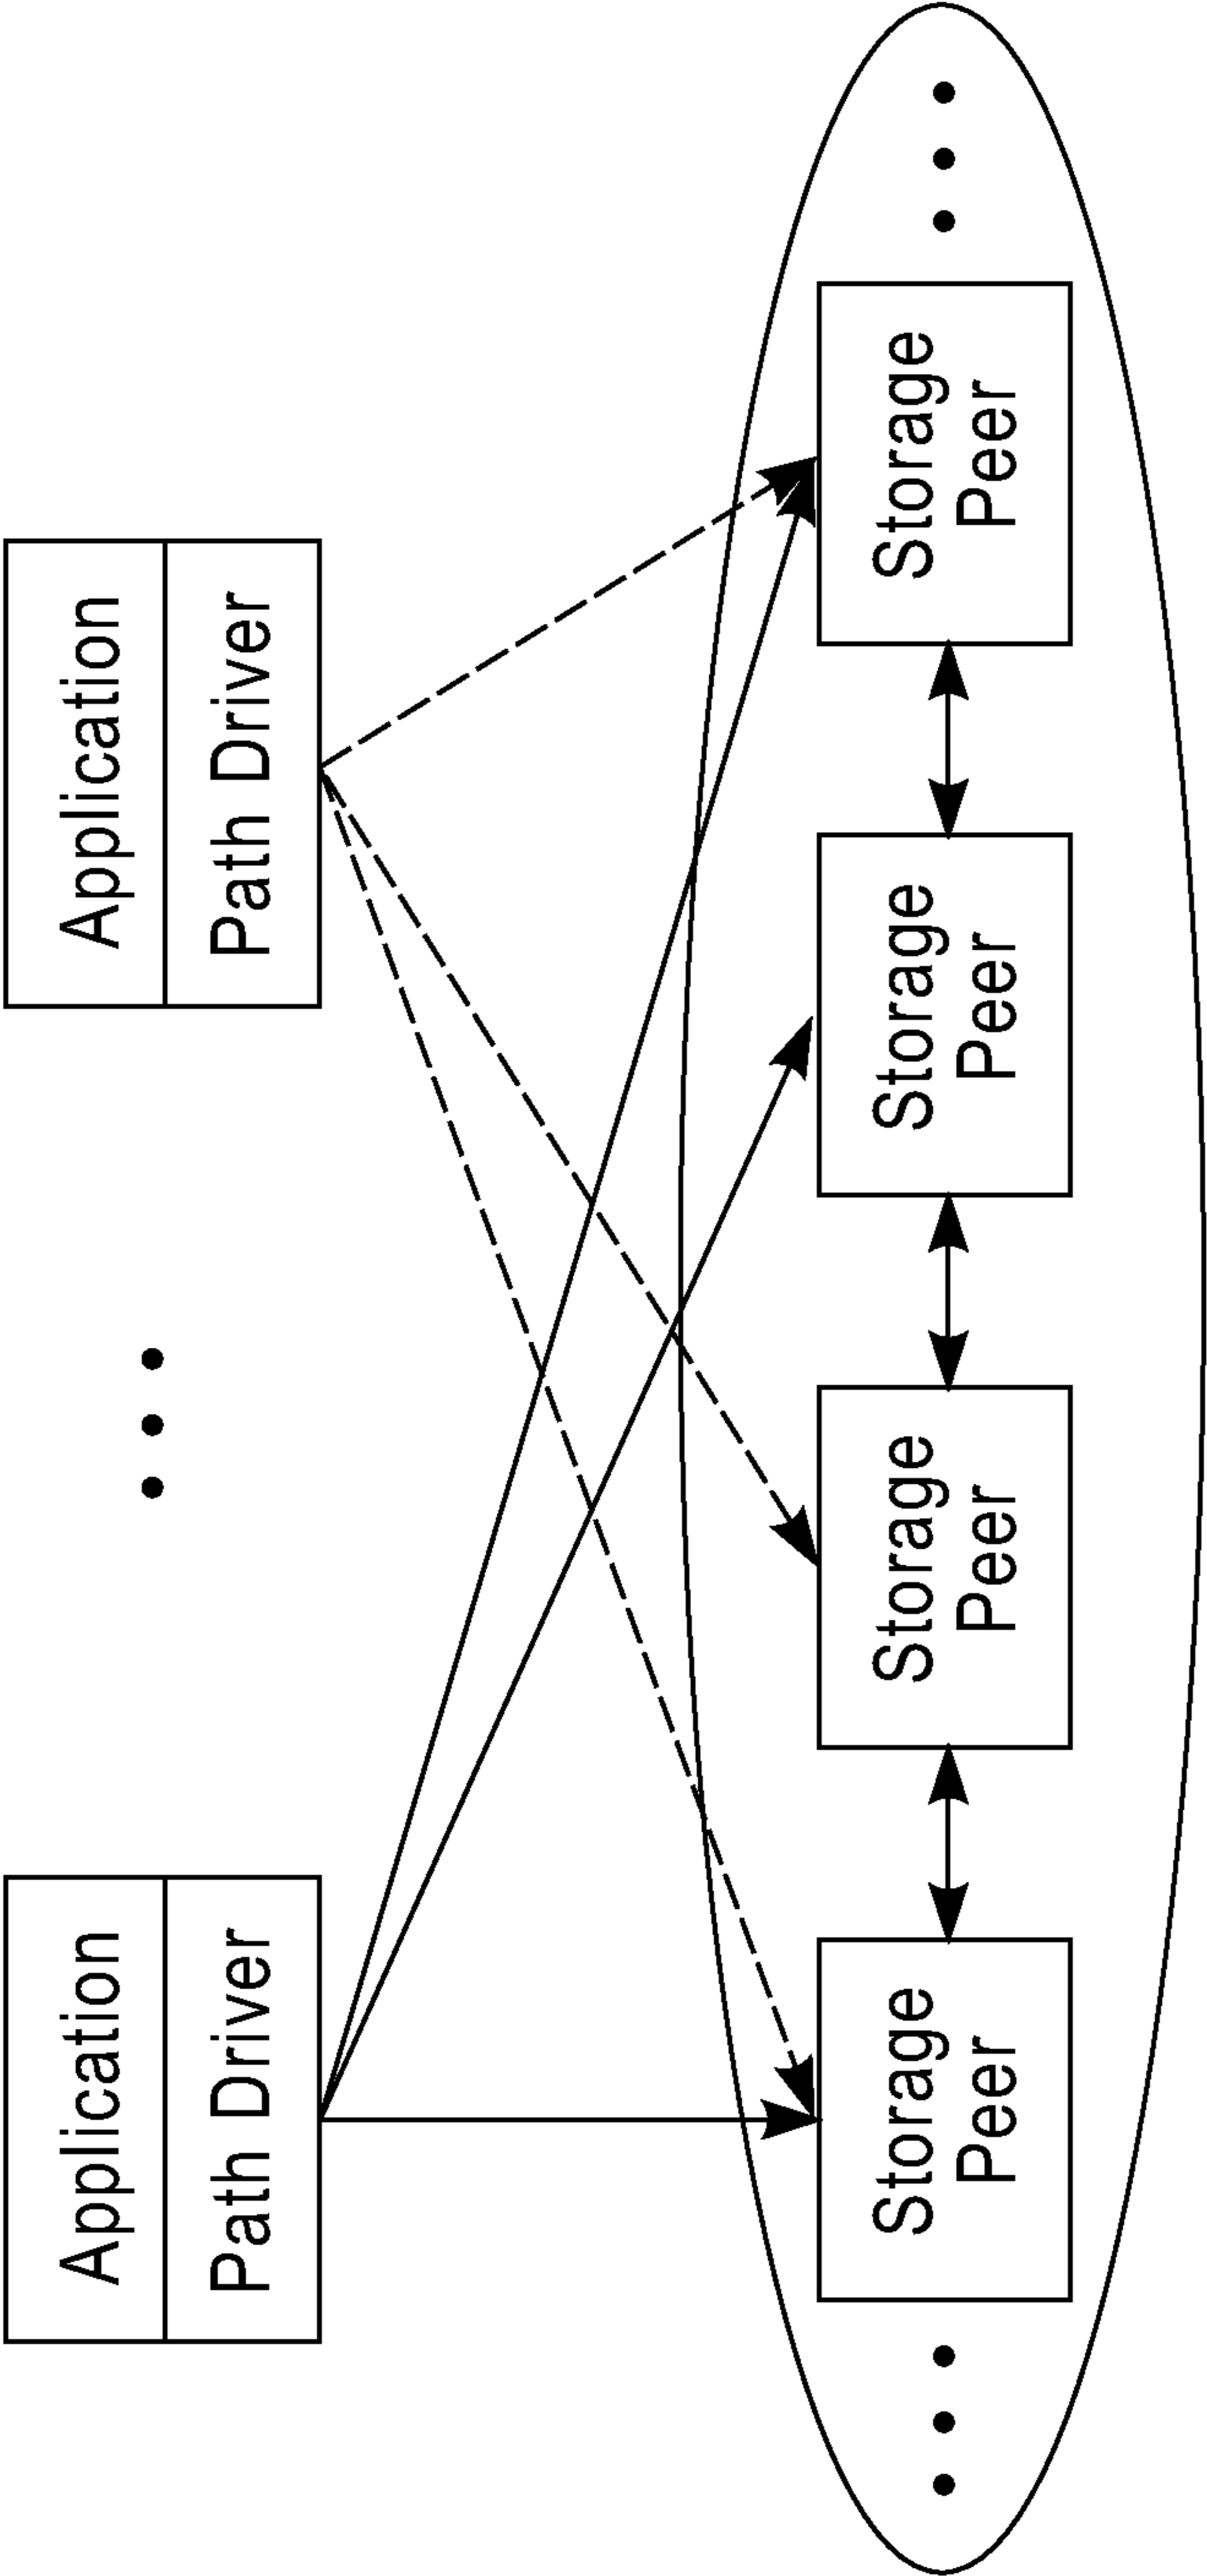 Application
Path Driver
Application
Path Driver
Storage
Peer
Storage
Peer
Storage
Peer
Storage
Peer